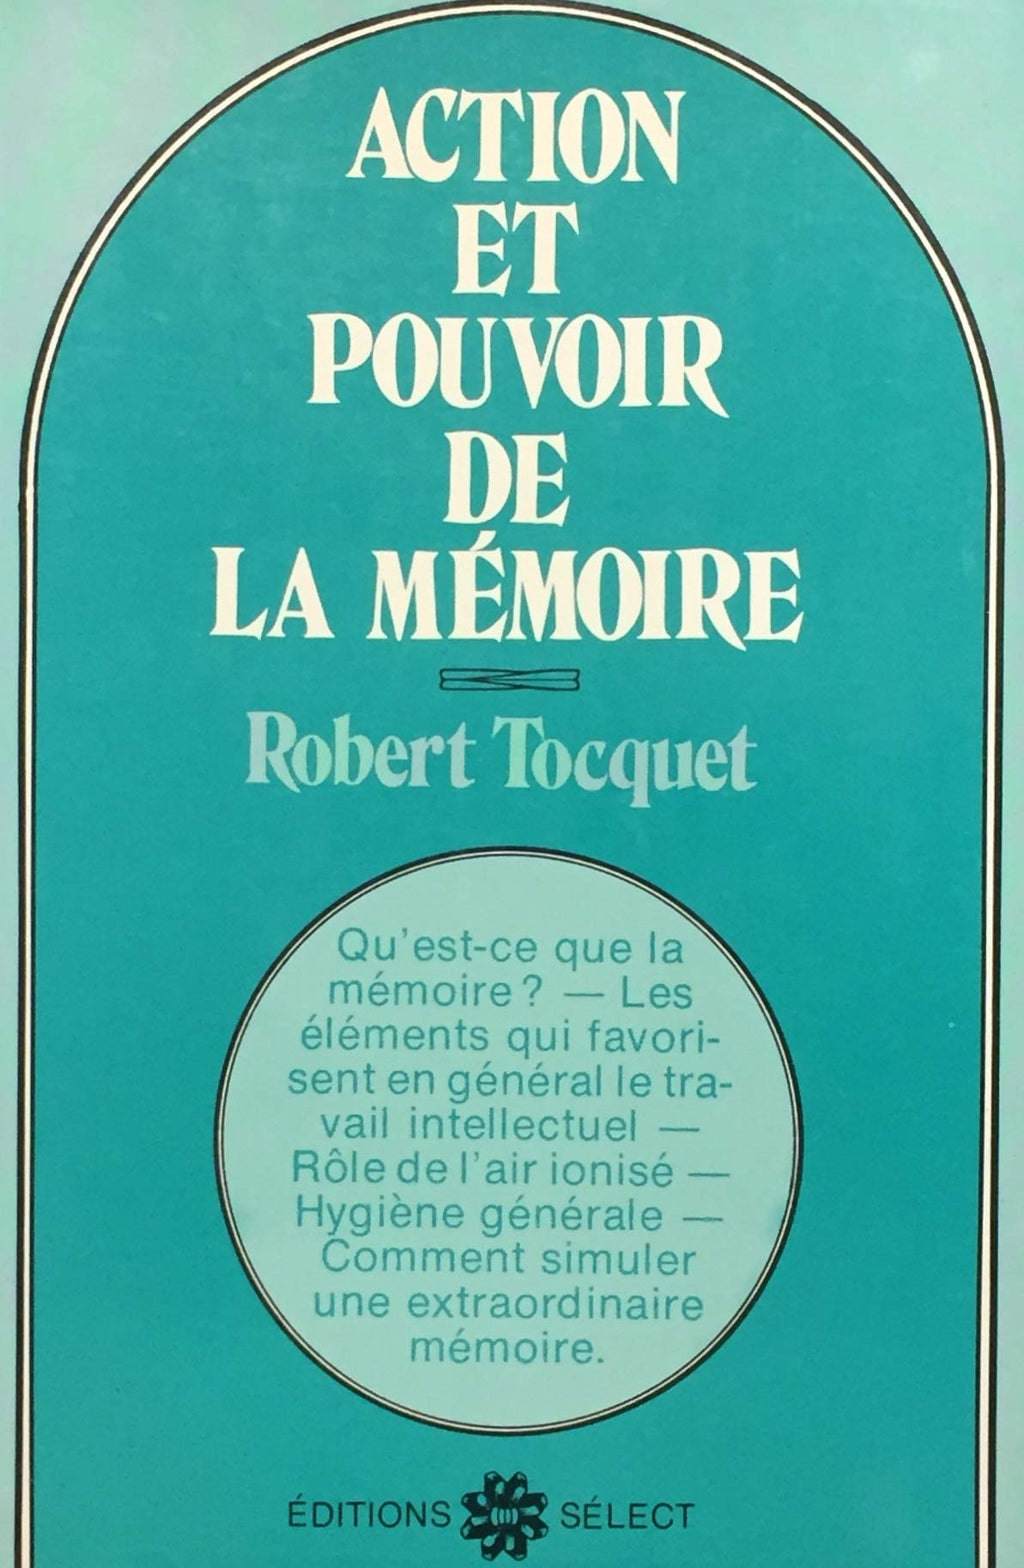 ACTION
ET
POUVOIR
DE
LA MÉMOIRE
Robert Tocquet
Qu'est-ce que la
mémoire ? — Les
éléments qui favori-
sent en général le tra-
vail intellectuel —
Rôle de l'air ionisé —
Hygiène générale —
Comment simuler
une extraordinaire
mémoire.
ÉDITIONS SÉLECT